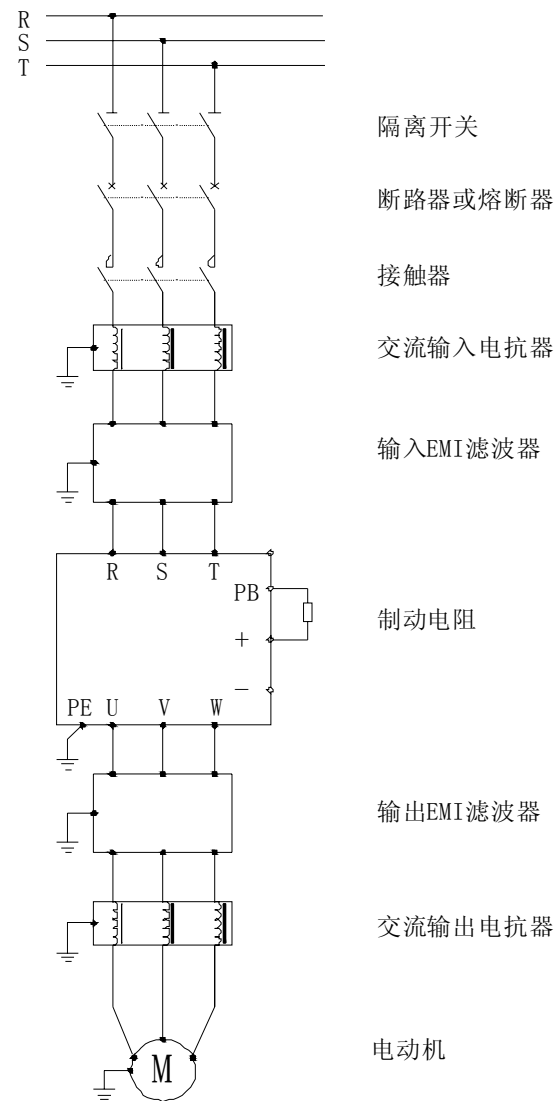 R
S
T
隔离开关
断路器或熔断器
接触器
交流输入电抗器
输入EMI滤波器
R S T
PB
制动电阻
+
−
PE U V W
输出EMI滤波器
交流输出电抗器
电动机
M